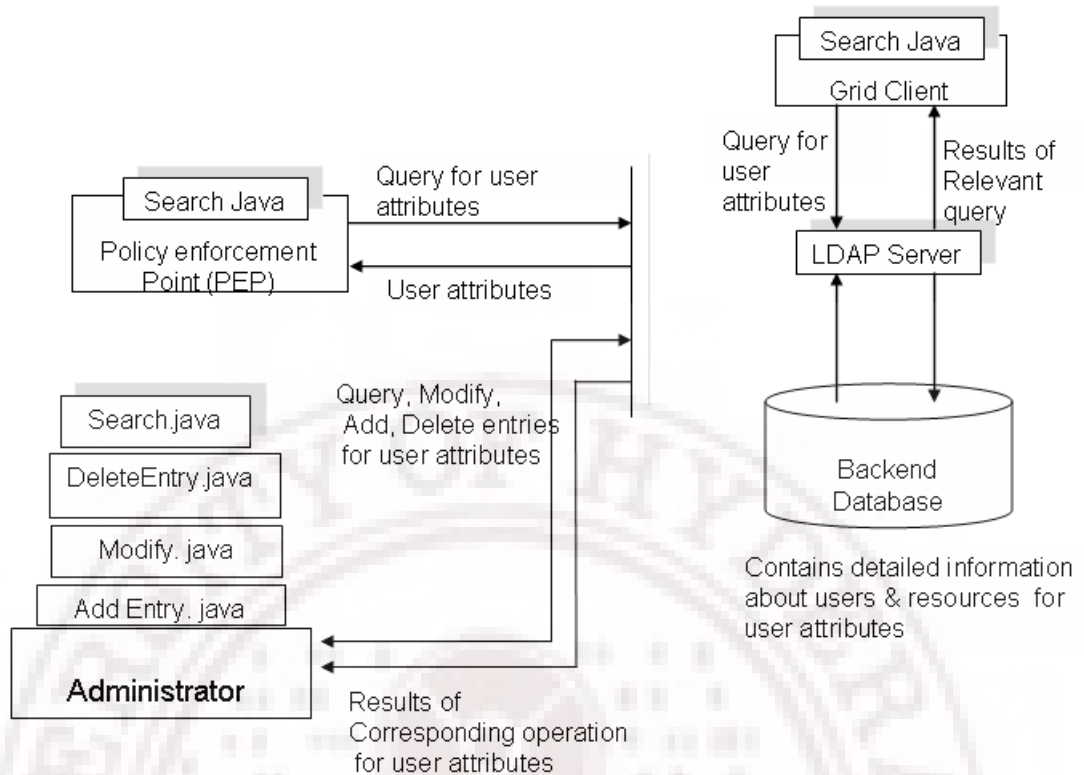 Search Java
Grid Client
Query for
user
attributes
Results of
Relevant
query
LDAP Server
Backend
Database
Contains detailed information
about users & resources for
user attributes
Search Java
Policy enforcement
Point (PEP)
Query for user
attributes
User attributes
Query, Modify,
Add, Delete entries
for user attributes
Search.java
DeleteEntry.java
Modify. java
Add Entry. java
Administrator
Results of
Corresponding operation
for user attributes